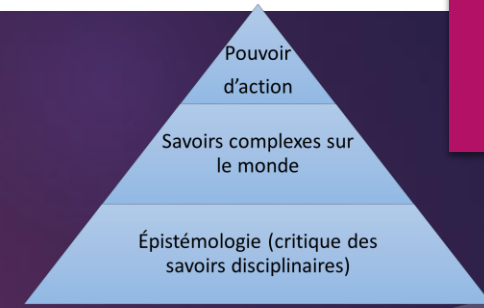 Pouvoir
d’action
Savoirs complexes sur
le monde
Épistémologie (critique des
savoirs disciplinaires)